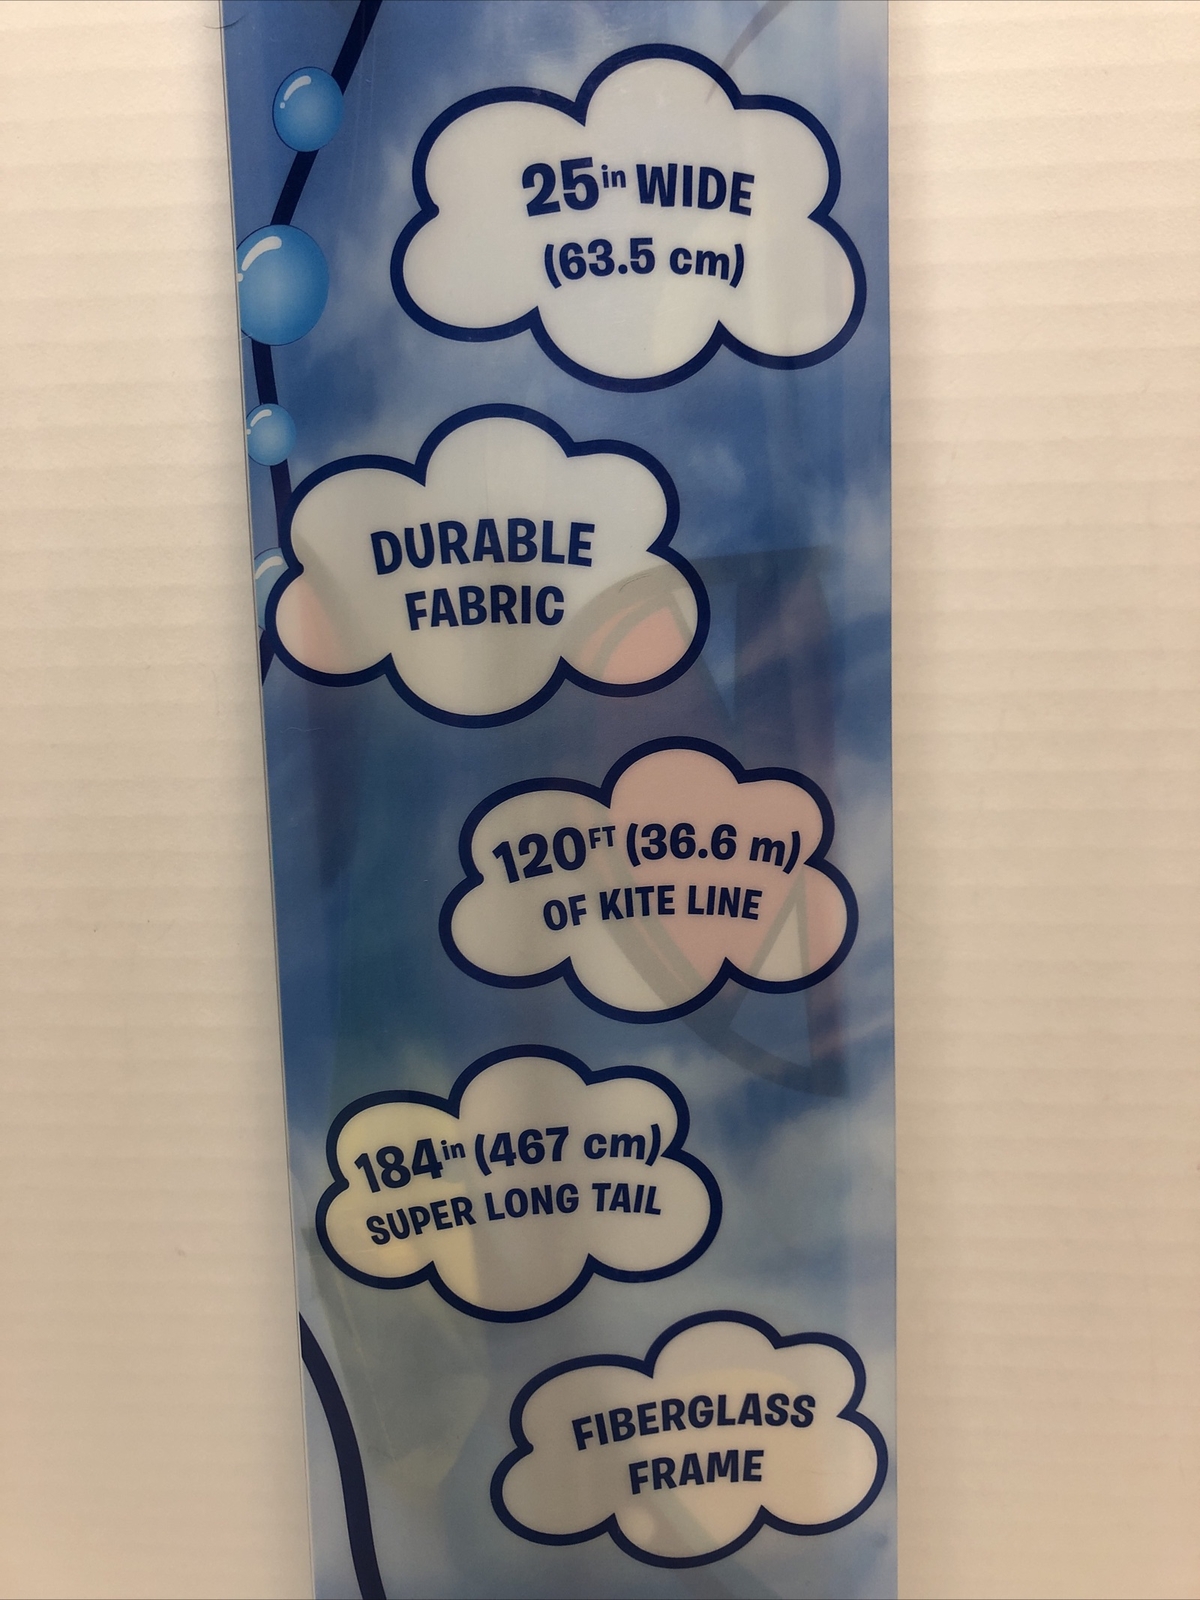 25in WIDE
(63.5 cm)
DURABLE
FABRIC
120FT (36.6 m)
OF KITE LINE
184in (467 cm)
SUPER LONG TAIL
FIBERGLASS
FRAME